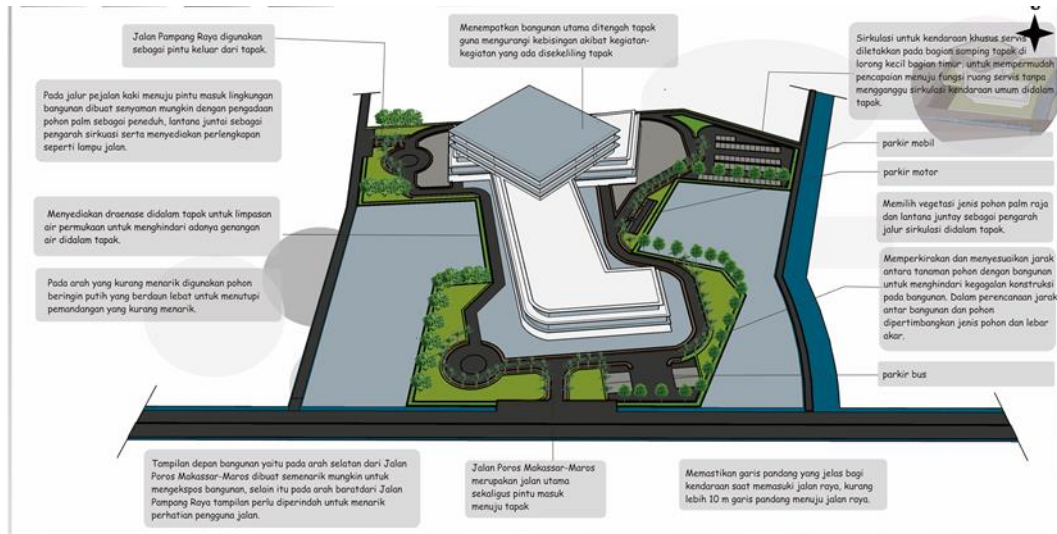 Jalan Pampang Raya digunakan
sebagai pintu keluar dari tapak.
Menempatkan bangunan utama ditengah tapak
guna mengurangi kebisingan akibat kegiatan-
kegiatan yang ada disekeliling tapak
Sirkulasi untuk kendaraan khusus servis
diletakkan pada bagian samping tapak di
lorong kecil bagian timur, untuk mempermudah
pencapaian menuju fungsi ruang servis tanpa
mengganggu sirkulasi kendaraan umum didalam
tapak.
Pada jalur pejalan kaki menuju pintu masuk lingkungan
bangunan dibuat senyaman mungkin dengan pengadaan
pohon palm sebagai peneduh, lantana juntai sebagai
pengarah sirkuasi serta menyediakan perlengkapan
seperti lampu jalan.
parkir mobil
parkir motor
Menyediakan draenase didalam tapak untuk limpasan
air permukaan untuk menghindari adanya genangan
air didalam tapak.
Memilih vegetasi jenis pohon palm raja
dan lantana juntay sebagai pengarah
jalur sirkulasi didalam tapak.
Pada arah yang kurang menarik digunakan pohon
beringin putih yang berdaun lebat untuk menutupi
pemandangan yang kurang menarik.
Memperkirakan dan menyesuaikan jarak
antara tanaman pohon dengan bangunan
untuk menghindari kegagalan konstruksi
pada bangunan. Dalam perencanaan jarak
antar bangunan dan pohon
dipertimbangkan jenis pohon dan lebar
akar.
parkir bus
Tampilan depan bangunan yaitu pada arah selatan dari Jalan
Poros Makassar-Maros dibuat semenarik mungkin untuk
mengekspos bangunan, selain itu pada arah baratdari Jalan
Pampang Raya tampilan perlu diperindah untuk menarik
perhatian pengguna jalan.
Jalan Poros Makassar-Maros
merupakan jalan utama
sekaligus pintu masuk
menuju tapak
Memastikan garis pandang yang jelas bagi
kendaraan saat memasuki jalan raya, kurang
lebih 10 m garis pandang menuju jalan raya.